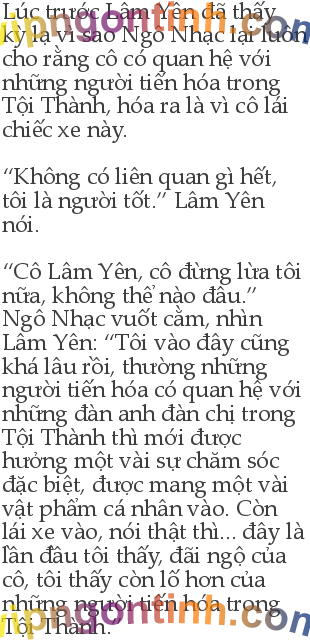 Lúc trước Lâm Yên đã thấy
kỳ lạ vì sao Ngô Nhạc lại luôn
cho rằng cô có quan hệ với
những người tiến hóa trong
Tội Thành, hóa ra là vì cô lái
chiếc xe này.

“Không có liên quan gì hết,
tôi là người tốt.” Lâm Yên
nói.

“Cô Lâm Yên, cô đừng lừa tôi
nữa, không thể nào đâu.”
Ngô Nhạc vuốt cằm, nhìn
Lâm Yên: “Tôi vào đây cũng
khá lâu rồi, thường những
người tiến hóa có quan hệ với
những đàn anh đàn chị trong
Tội Thành thì mới được
hưởng một vài sự chăm sóc
đặc biệt, được mang một vài
vật phẩm cá nhân vào. Còn
lái xe vào, nói thật thì... đây là
lần đầu tôi thấy, đãi ngộ của
cô, tôi thấy còn lố hơn của
những người tiến hóa trong
Tội Thành.